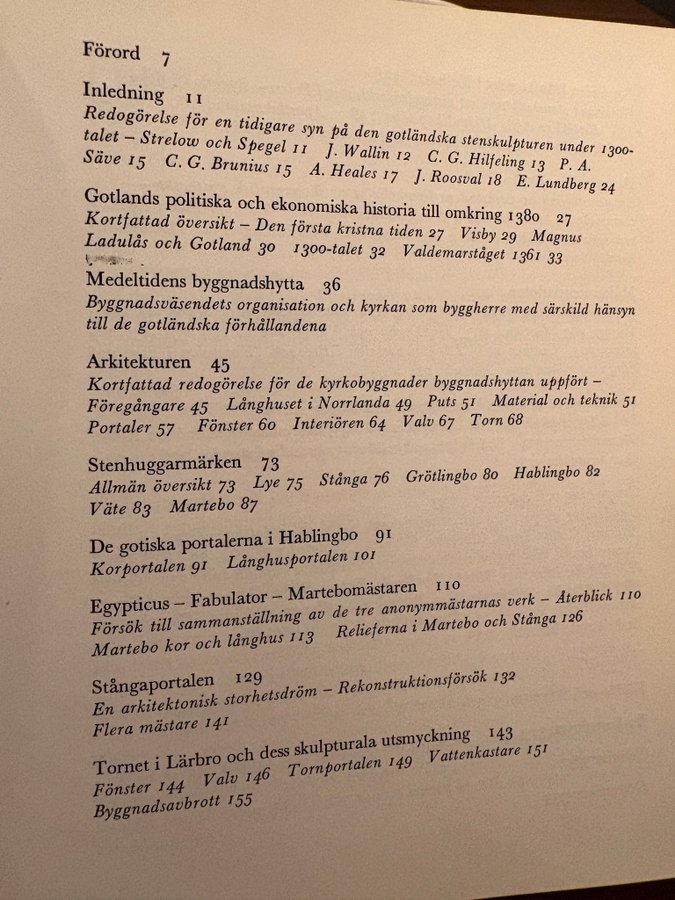 Förord 7
Inledning 11
Redogörelse för en tidigare syn på den gotländska stenskulpturen under 1300-
talet – Strelow och Spegel 11 J. Wallin 12 C. G. Hilfeling 13 P. A.
Säve 15 C. G. Brunius 15 A. Heales 17 J. Roosval 18 E. Lundberg 24
Gotlands politiska och ekonomiska historia till omkring 1380 27
Kortfattad översikt – Den första kristna tiden 27 Visby 29 Magnus
Ladulås och Gotland 30 1300-talet 32 Valdemarståget 1361 33
Medeltidens byggnadshytta 36
Byggnadsväsendets organisation och kyrkan som byggherre med särskild hänsyn
till de gotländska förhållandena
Arkitekturen 45
Kortfattad redogörelse för de kyrkobyggnader byggnadshyttan uppfört –
Föregångare 45 Långhuset i Norrlanda 49 Puts 51 Material och teknik 51
Portaler 57 Fönster 60 Interiören 64 Valv 67 Torn 68
Stenhuggarmärken 73
Allmän översikt 73 Lye 75 Stånga 76 Grötlingbo 80 Hablingbo 82
Väte 83 Martebo 87
De gotiska portalerna i Hablingbo 91
Korportalen 91 Långhusportalen 101
Egypticus – Fabulator – Martebomästaren 110
Försök till sammanställning av de tre anonymmästarnas verk – Återblick 110
Martebo kor och långhus 113 Relieferna i Martebo och Stånga 126
Stångaportalen 129
En arkitektonisk storhetsdröm – Rekonstruktionsförsök 132
Flera mästare 141
Tornet i Lärbro och dess skulpturala utsmyckning 143
Fönster 144 Valv 146 Tornportalen 149 Vattenkastare 151
Byggnadsavbrott 155